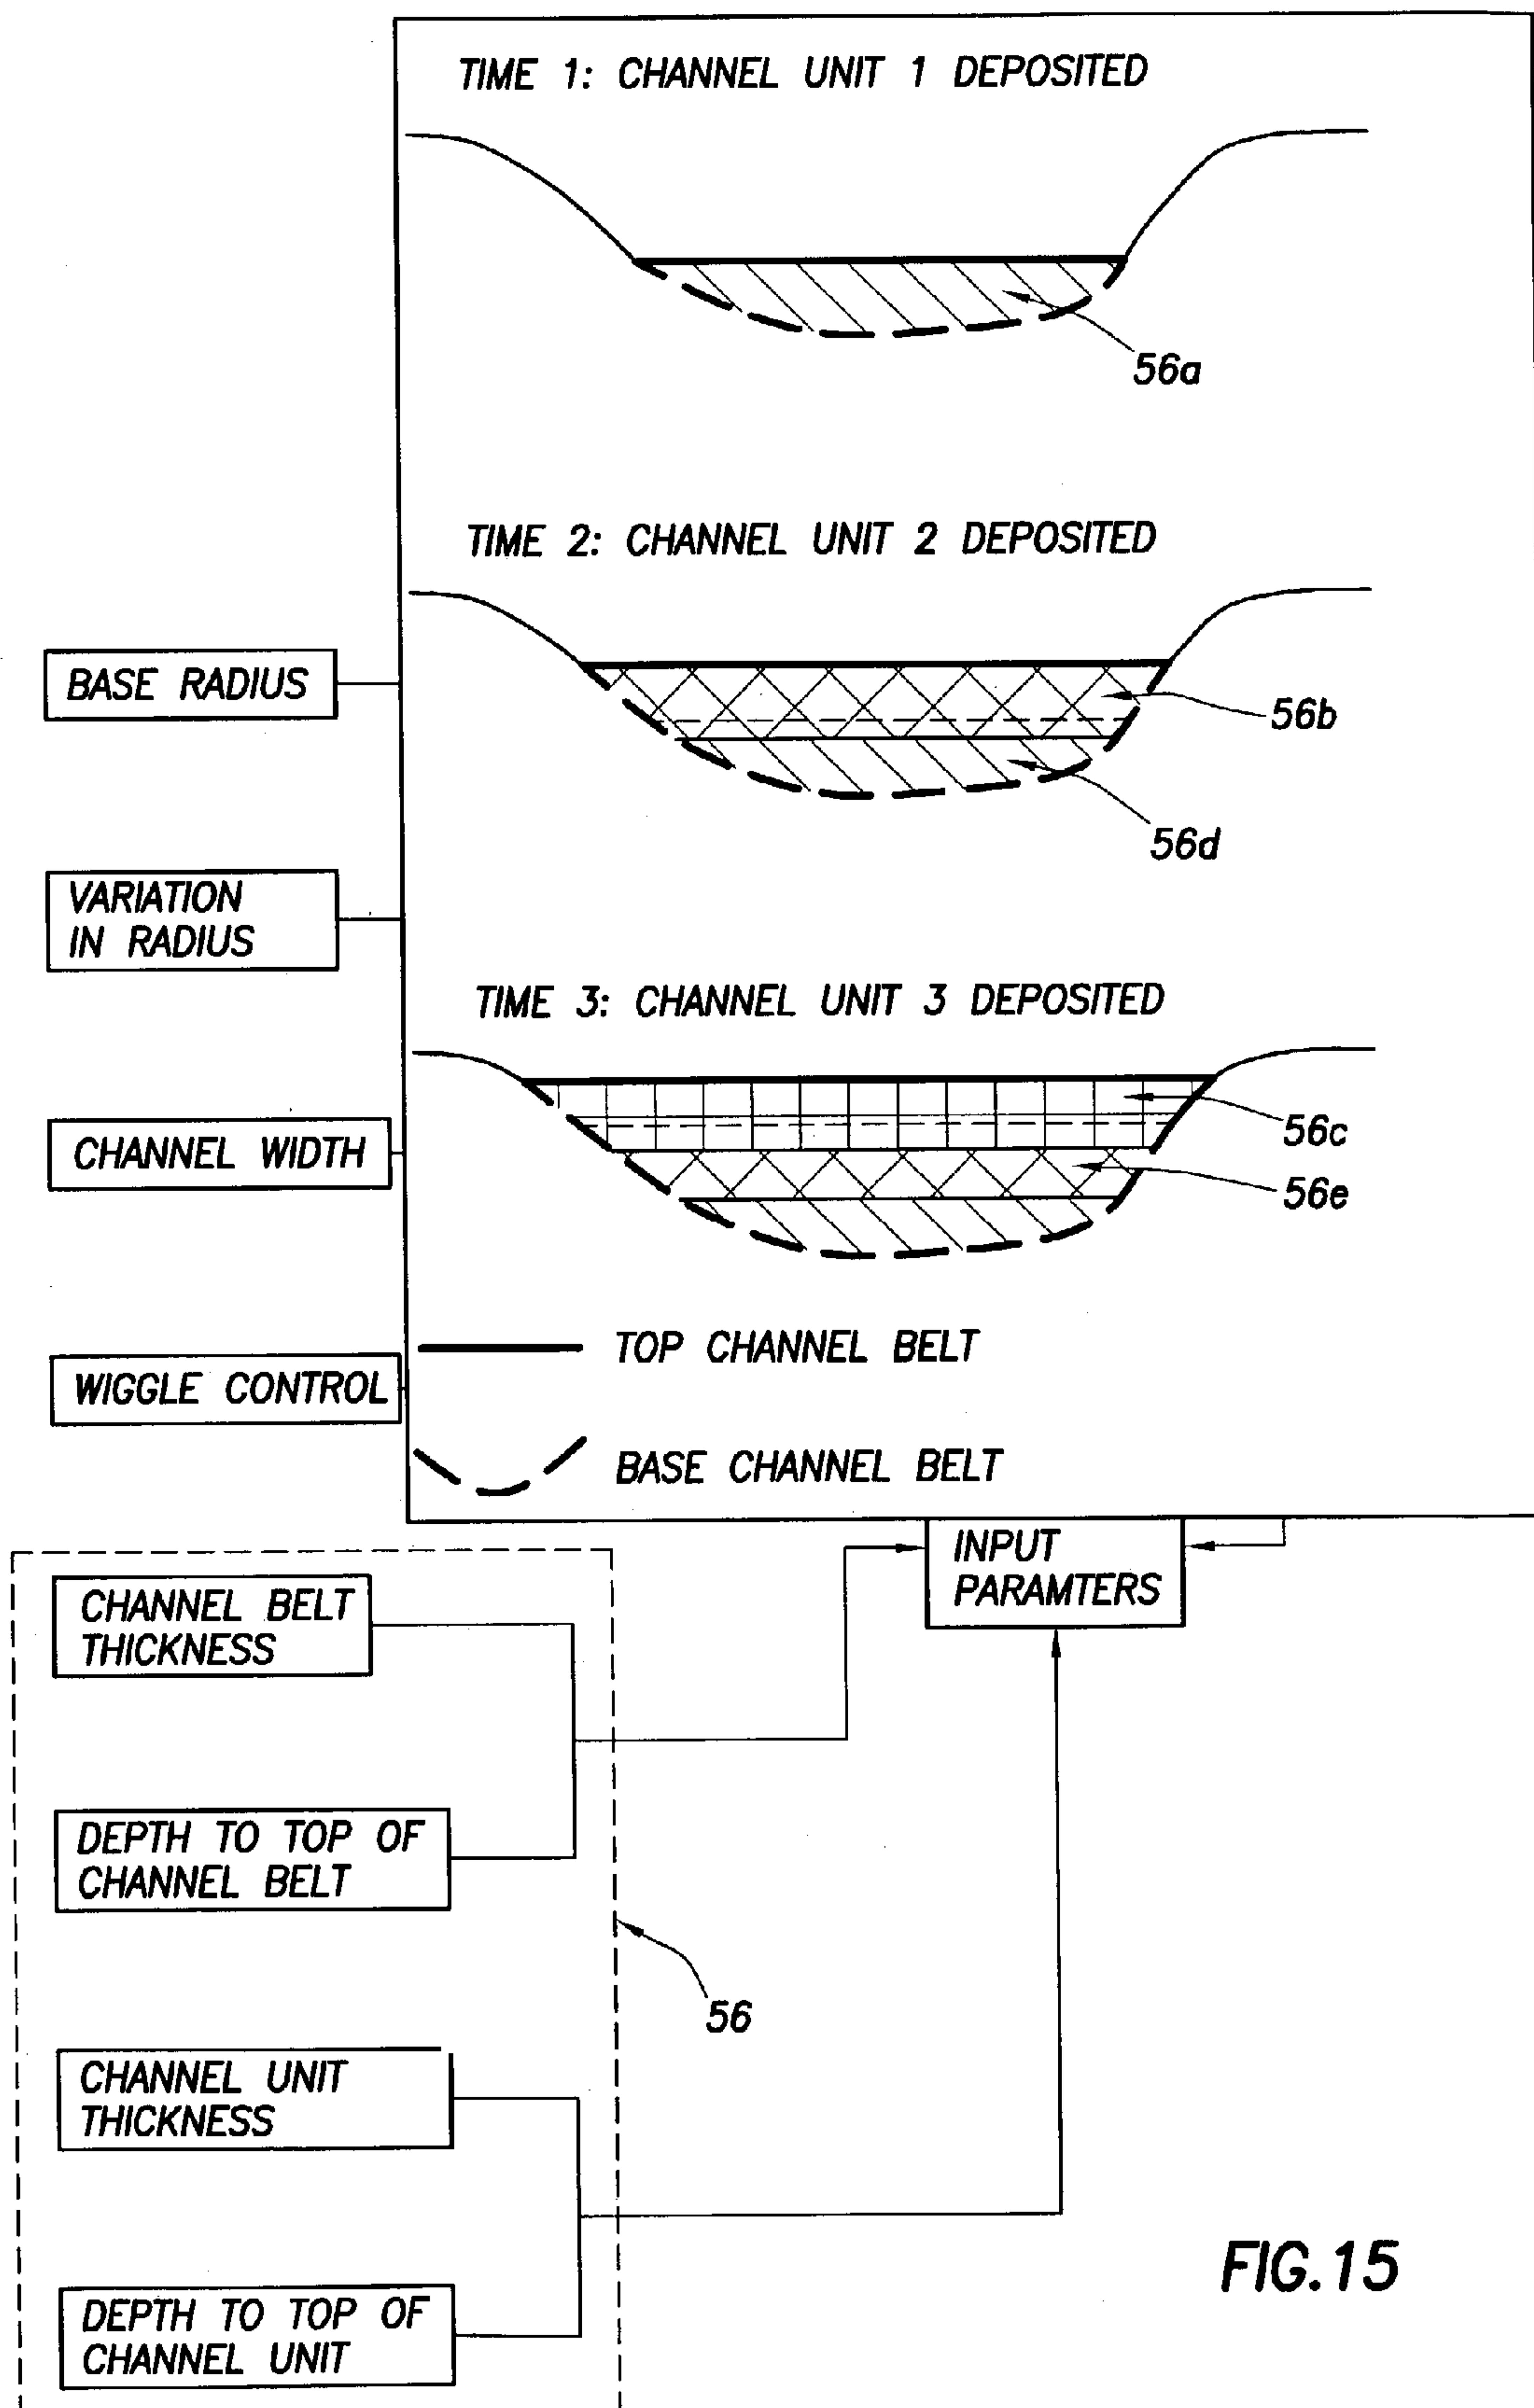 TIME 1: CHANNEL UNIT 1 DEPOSITED
56a
TIME 2: CHANNEL UNIT 2 DEPOSITED
BASE RADIUS
56b
56d
VARIATION
IN RADIUS
TIME 3: CHANNEL UNIT 3 DEPOSITED
CHANNEL WIDTH
56c
56e
TOP CHANNEL BELT
WIGGLE CONTROL
BASE CHANNEL BELT
INPUT
PARAMTERS
CHANNEL BELT
THICKNESS
DEPTH TO TOP OF
CHANNEL BELT
56
CHANNEL UNIT
THICKNESS
DEPTH TO TOP OF
CHANNEL UNIT
FIG.15